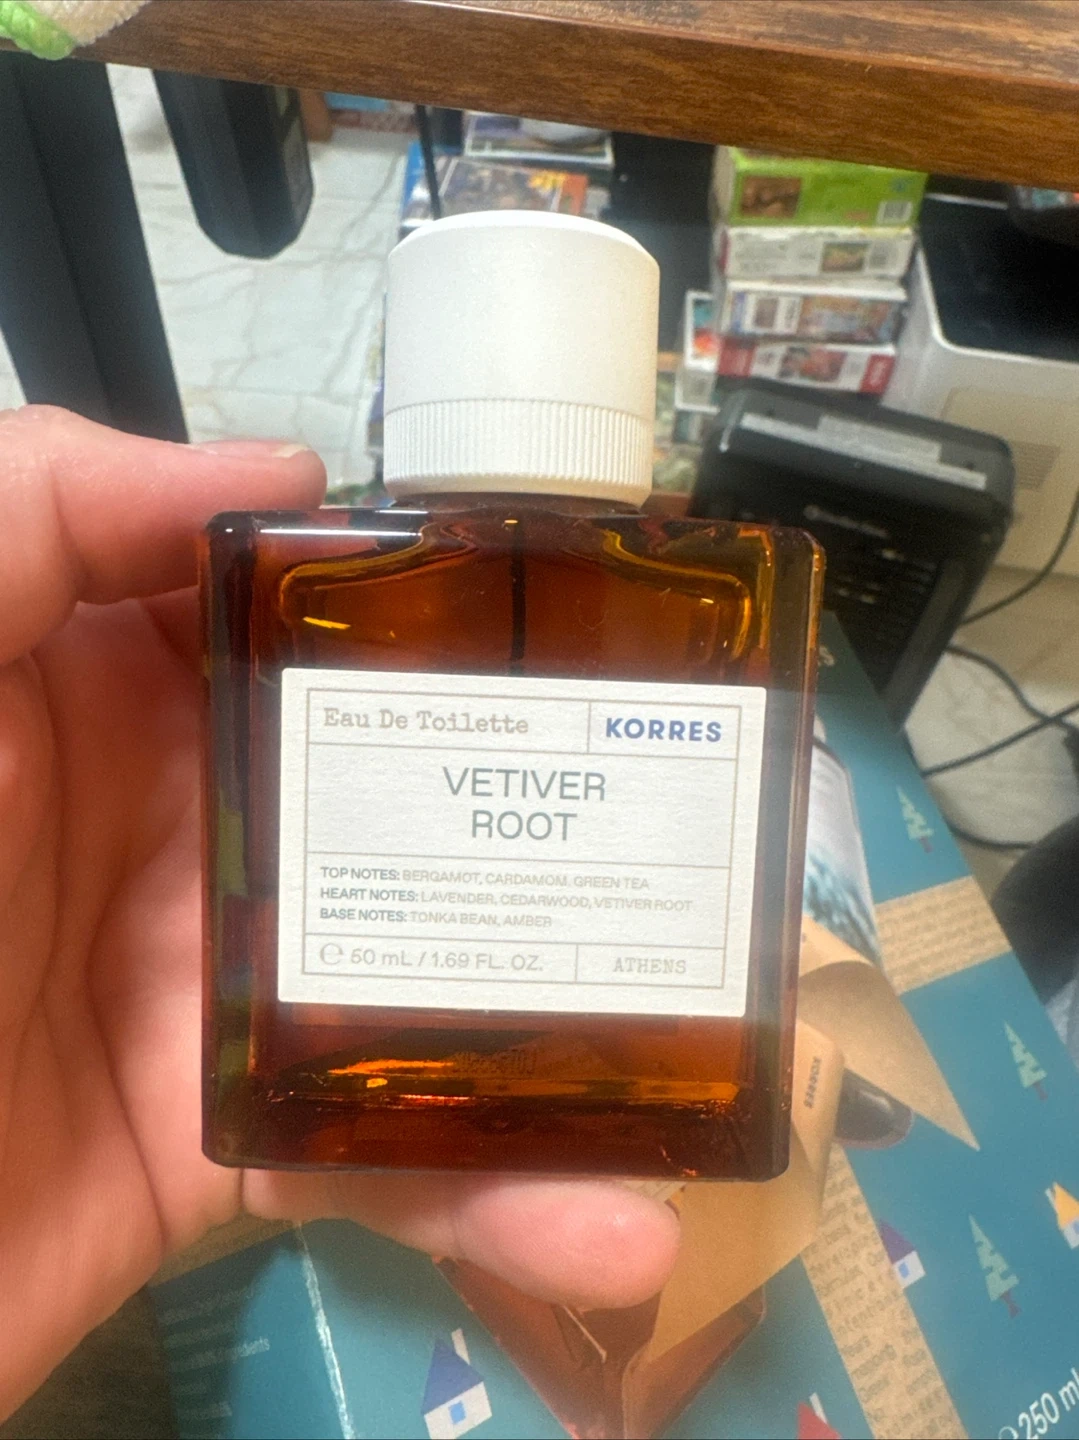 Eau De Toilette
KORRES
VETIVER
ROOT
TOP NOTES: BERGAMOT, CARDAMOM, GREEN TEA
HEART NOTES: LAVENDER, CEDARWOOD, VETIVER ROOT
BASE NOTES: TONKA BEAN, AMBER
℮ 50 mL / 1.69 FL. OZ.
ATHENS
KORRES
250 ml